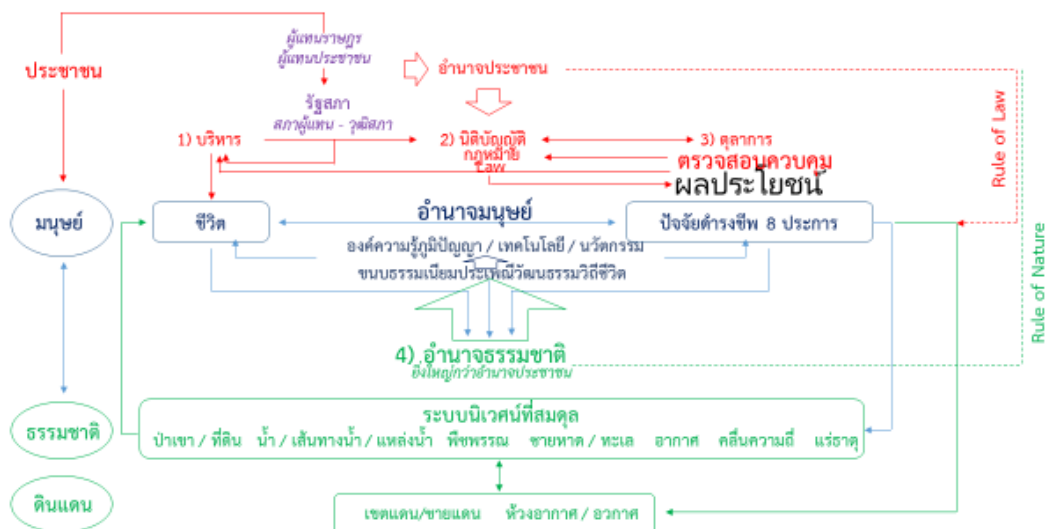 ผู้แทนราษฎร
ผู้แทนประชาชน
ประชาชน
อำนาจประชาชน
รัฐสภา
สภาผู้แทน - วุฒิสภา
1) บริหาร
2) นิติบัญญัติ
3) ตุลาการ
กฎหมาย
Law
ตรวจสอบควบคุม
ผลประโยชน์
Rule of Law
มนุษย์
ชีวิต
อำนาจมนุษย์
ปัจจัยดำรงชีพ 8 ประการ
องค์ความรู้ภูมิปัญญา / เทคโนโลยี / นวัตกรรม
ขนบธรรมเนียมประเพณีวัฒนธรรมวิถีชีวิต
Rule of Nature
4) อำนาจธรรมชาติ
ยิ่งใหญ่กว่าอำนาจประชาชน
ธรรมชาติ
ระบบนิเวศน์ที่สมดุล
ป่าเขา / ที่ดิน น้ำ / เส้นทางน้ำ / แหล่งน้ำ พืชพรรณ ชายหาด / ทะเล อากาศ คลื่นความถี่ แร่ธาตุ
ดินแดน
เขตแดน/ชายแดน ห้วงอากาศ / อวกาศ